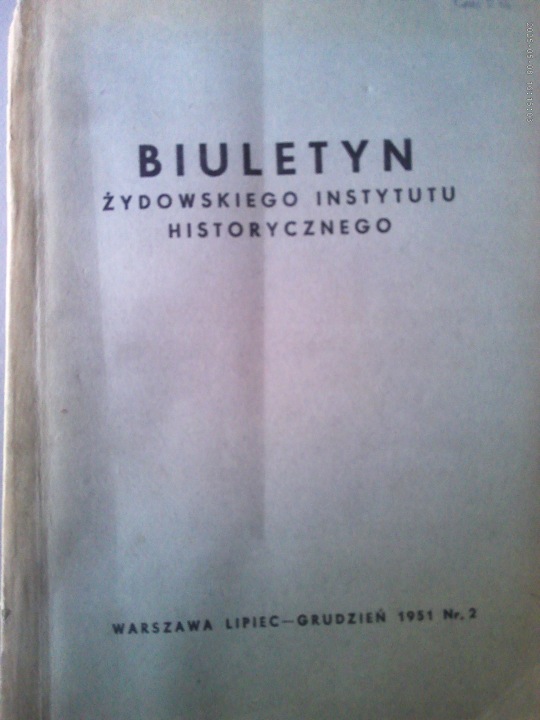 BIULETYN
ŻYDOWSKIEGO INSTYTUTU
HISTORYCZNEGO
WARSZAWA LIPIEC—GRUDZIEŃ 1951 Nr. 2